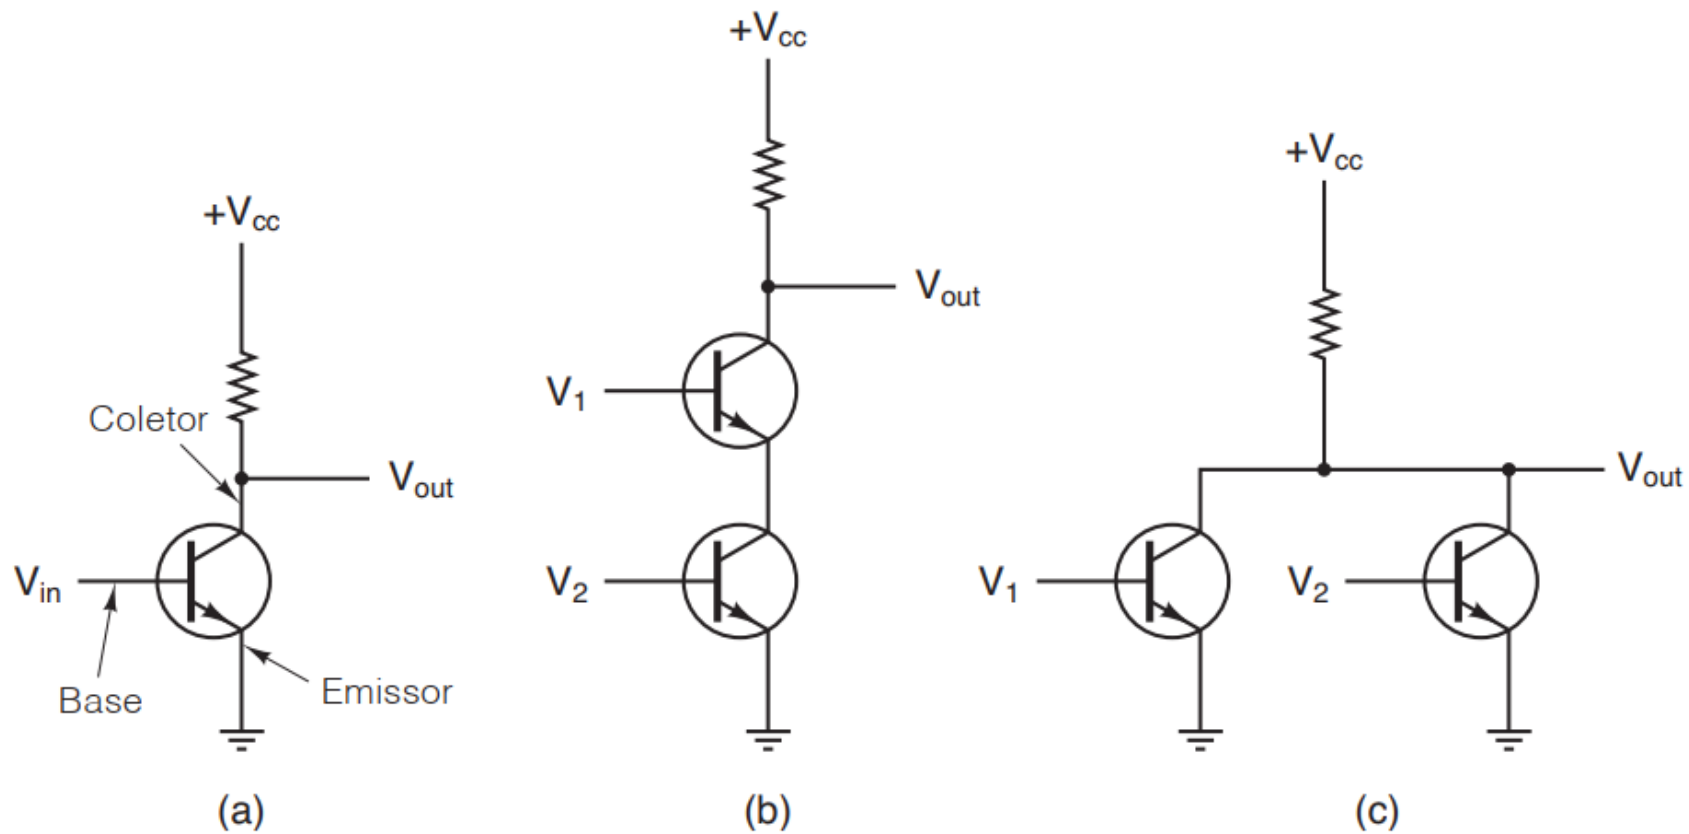 +Vcc
Coletor
Vout
Vin
Base
Emissor
(a)
+Vcc
Vout
V1
V2
(b)
+Vcc
Vout
V1
V2
(c)